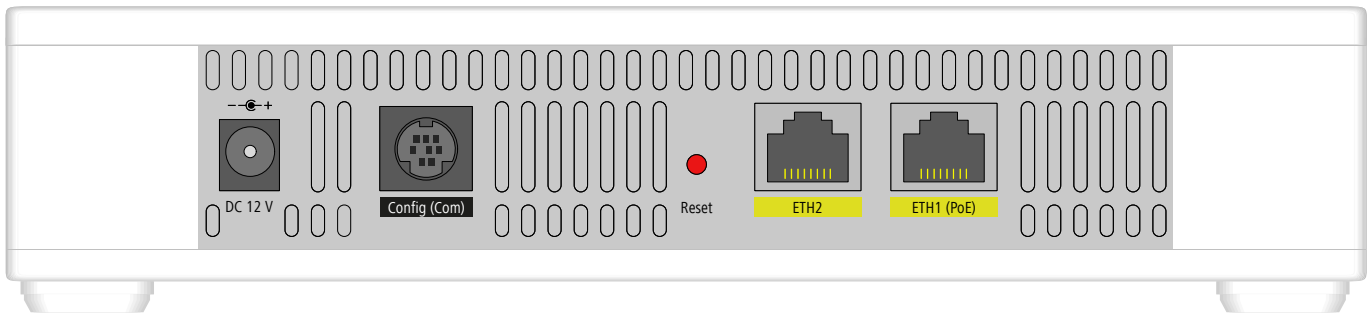 DC 12 V
Config (Com)
Reset
ETH2
ETH1 (PoE)